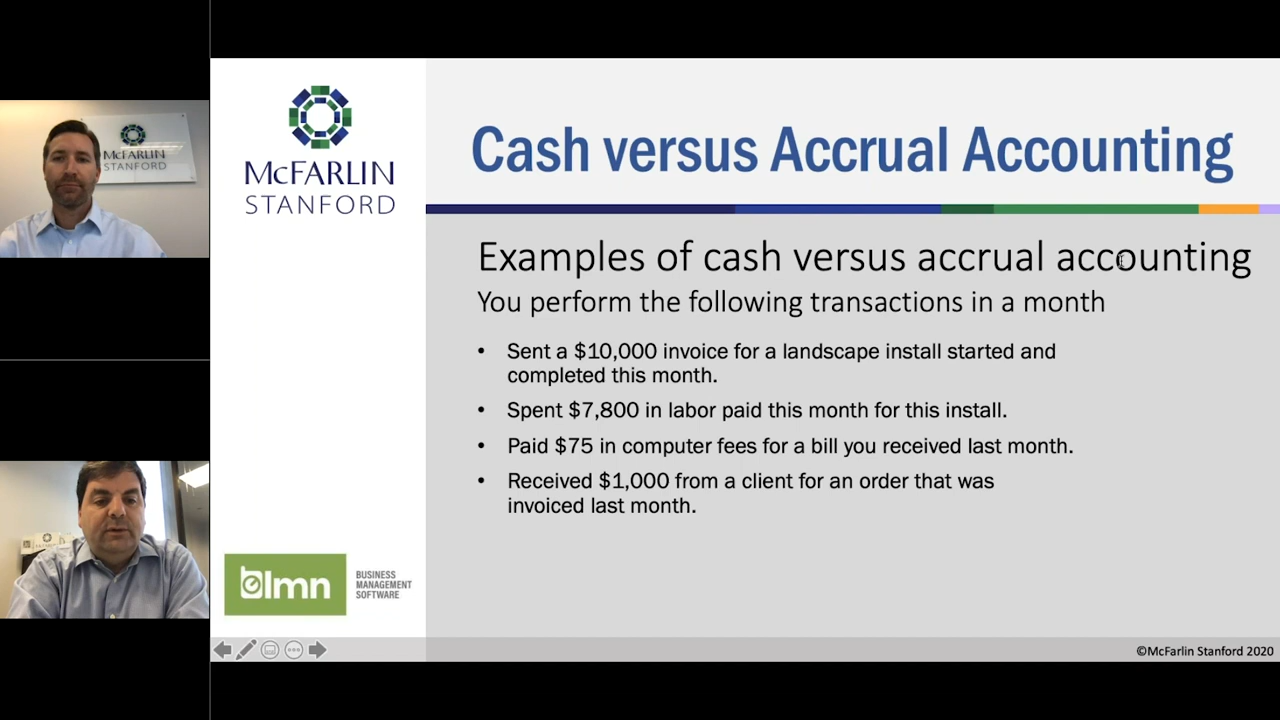 McFARLIN
STANFORD
McFARLIN
STANFORD
Cash versus Accrual Accounting
Examples of cash versus accrual accounting
You perform the following transactions in a month
• Sent a $10,000 invoice for a landscape install started and
completed this month.
• Spent $7,800 in labor paid this month for this install.
• Paid $75 in computer fees for a bill you received last month.
• Received $1,000 from a client for an order that was
invoiced last month.
lmn
BUSINESS
MANAGEMENT
SOFTWARE
©McFarlin Stanford 2020